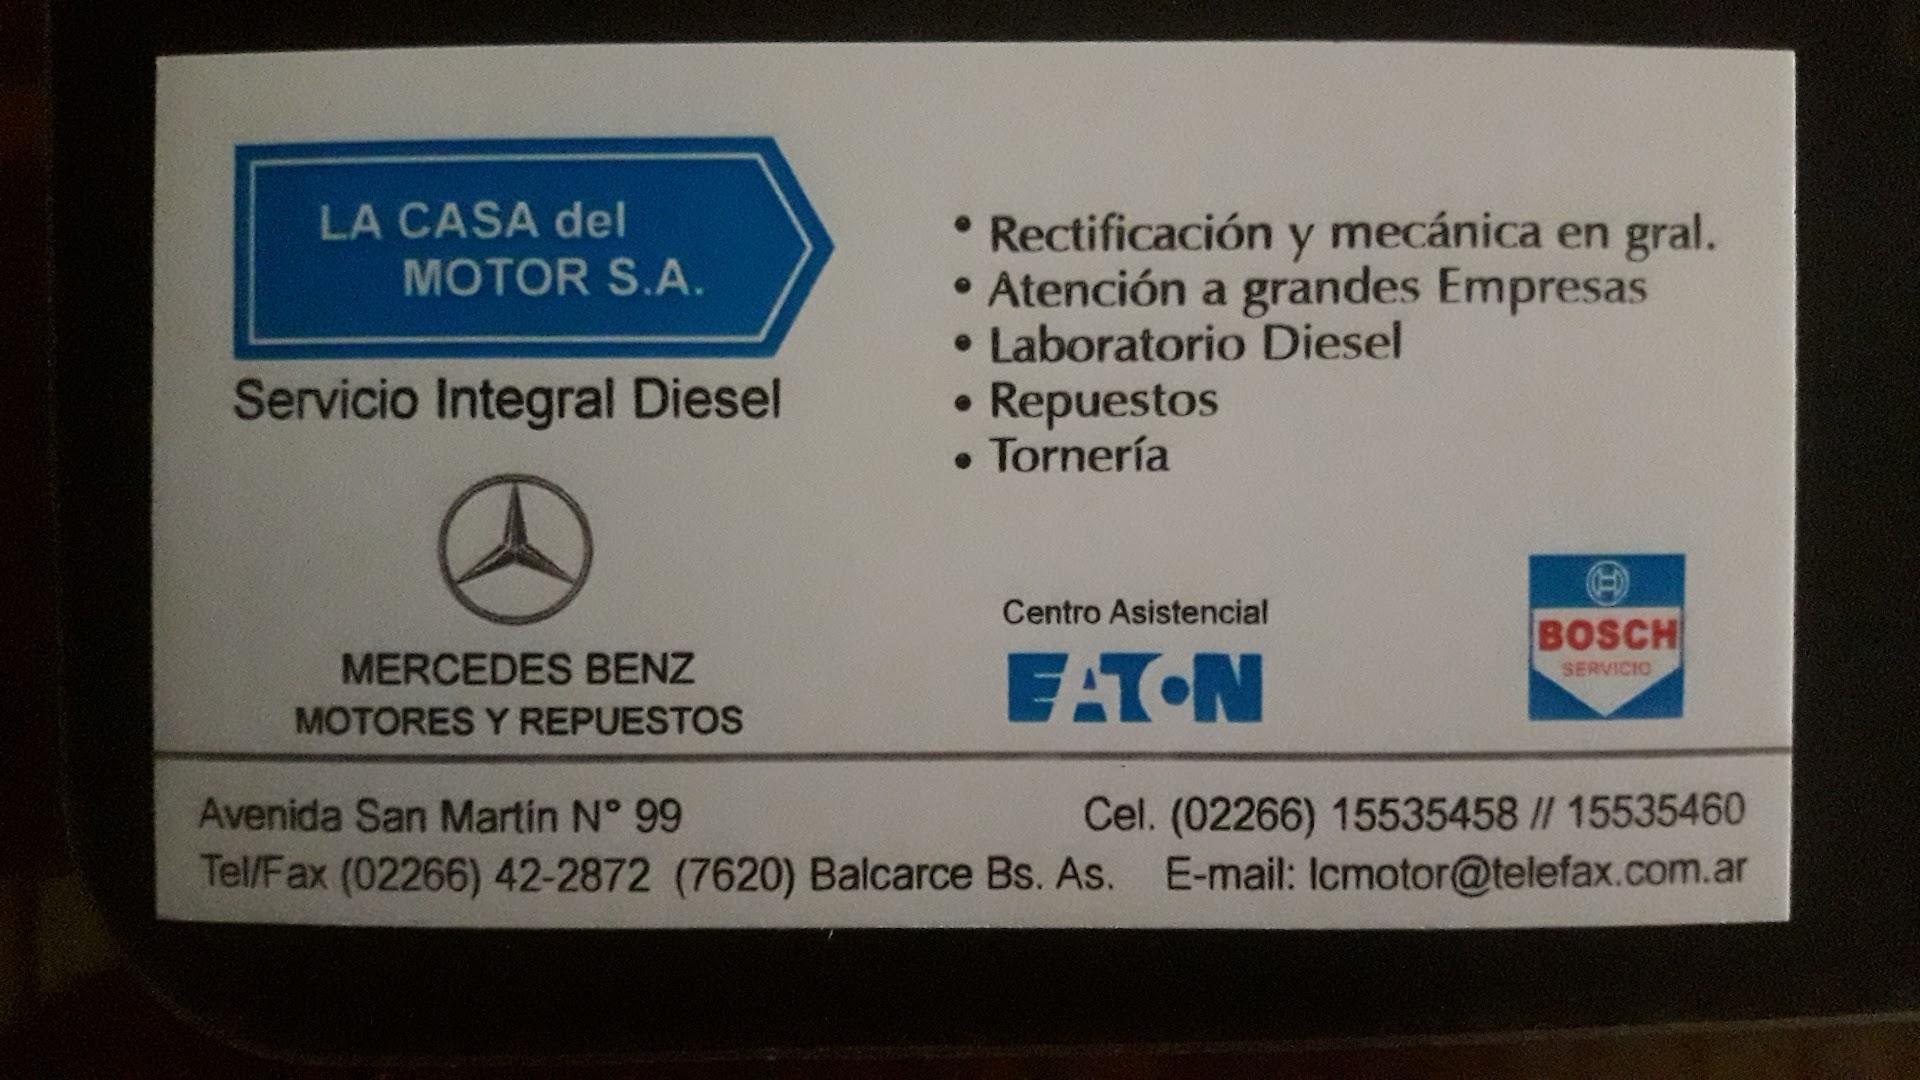 LA CASA del
MOTOR S.A.
Servicio Integral Diesel
MERCEDES BENZ
MOTORES Y REPUESTOS
• Rectificación y mecánica en gral.
• Atención a grandes Empresas
• Laboratorio Diesel
• Repuestos
• Tornería
Centro Asistencial
EATON
BOSCH
SERVICIO
Avenida San Martín N° 99
Tel/Fax (02266) 42-2872 (7620) Balcarce Bs. As.
Cel. (02266) 15535458 // 15535460
E-mail: lcmotor@telefax.com.ar